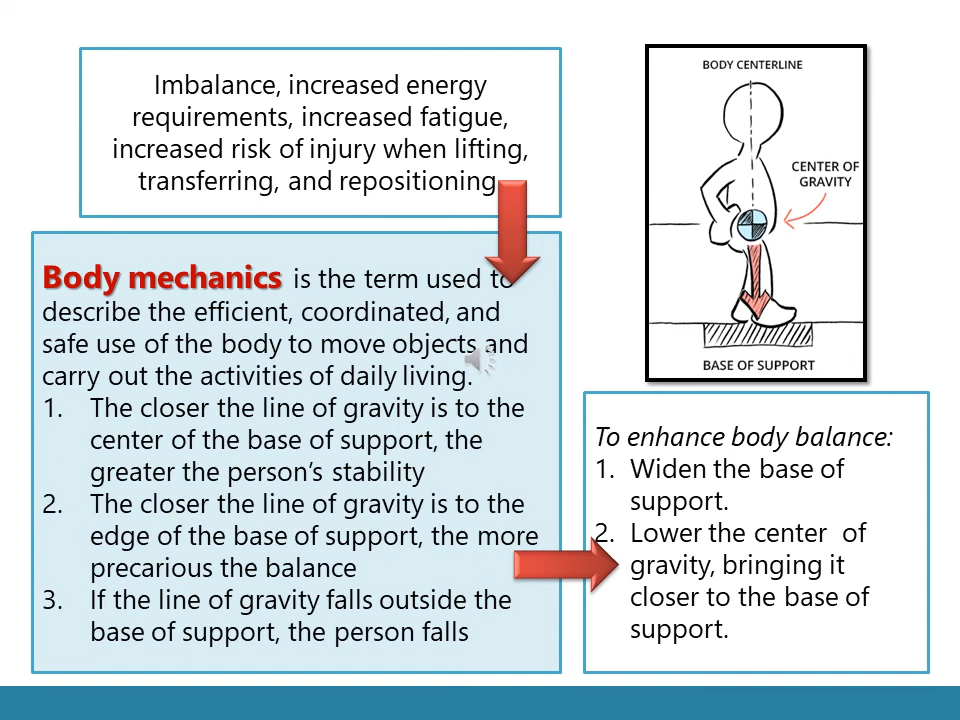 Imbalance, increased energy
requirements, increased fatigue,
increased risk of injury when lifting,
transferring, and repositioning
Body mechanics is the term used to
describe the efficient, coordinated, and
safe use of the body to move objects and
carry out the activities of daily living.
1. The closer the line of gravity is to the
center of the base of support, the
greater the person’s stability
2. The closer the line of gravity is to the
edge of the base of support, the more
precarious the balance
3. If the line of gravity falls outside the
base of support, the person falls
BODY CENTERLINE
CENTER OF
GRAVITY
BASE OF SUPPORT
To enhance body balance:
1. Widen the base of
support.
2. Lower the center of
gravity, bringing it
closer to the base of
support.